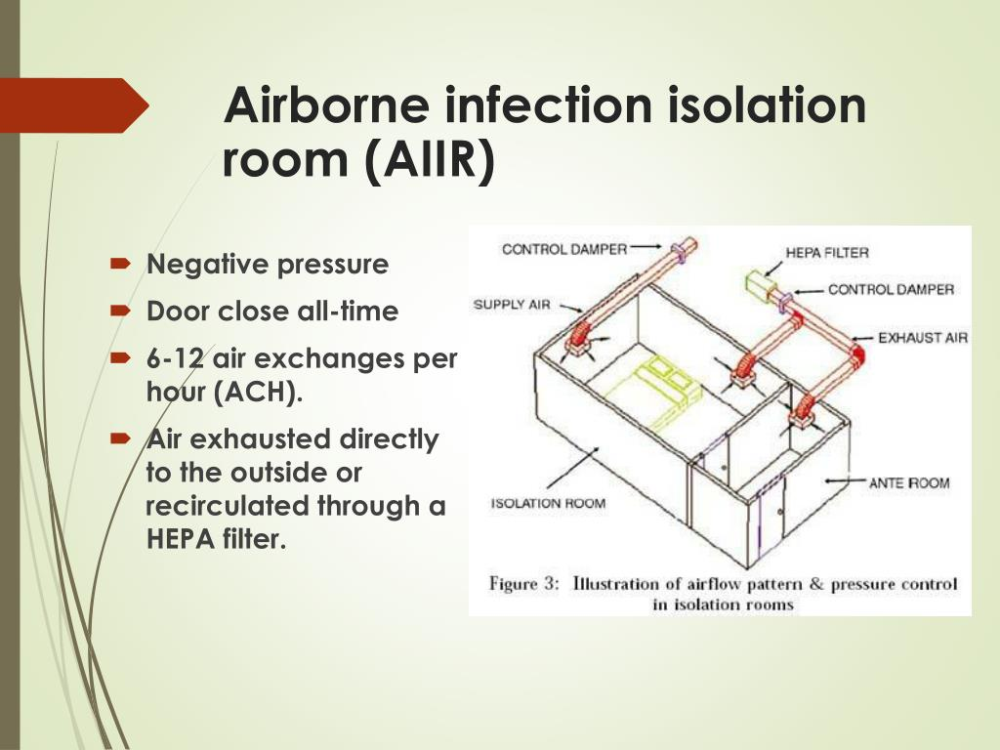 Airborne infection isolation
room (AIIR)
Negative pressure
Door close all-time
6-12 air exchanges per
hour (ACH).
Air exhausted directly
to the outside or
recirculated through a
HEPA filter.
CONTROL DAMPER
HEPA FILTER
CONTROL DAMPER
SUPPLY AIR
EXHAUST AIR
ANTE ROOM
ISOLATION ROOM
Figure 3: Illustration of airflow pattern & pressure control
in isolation rooms